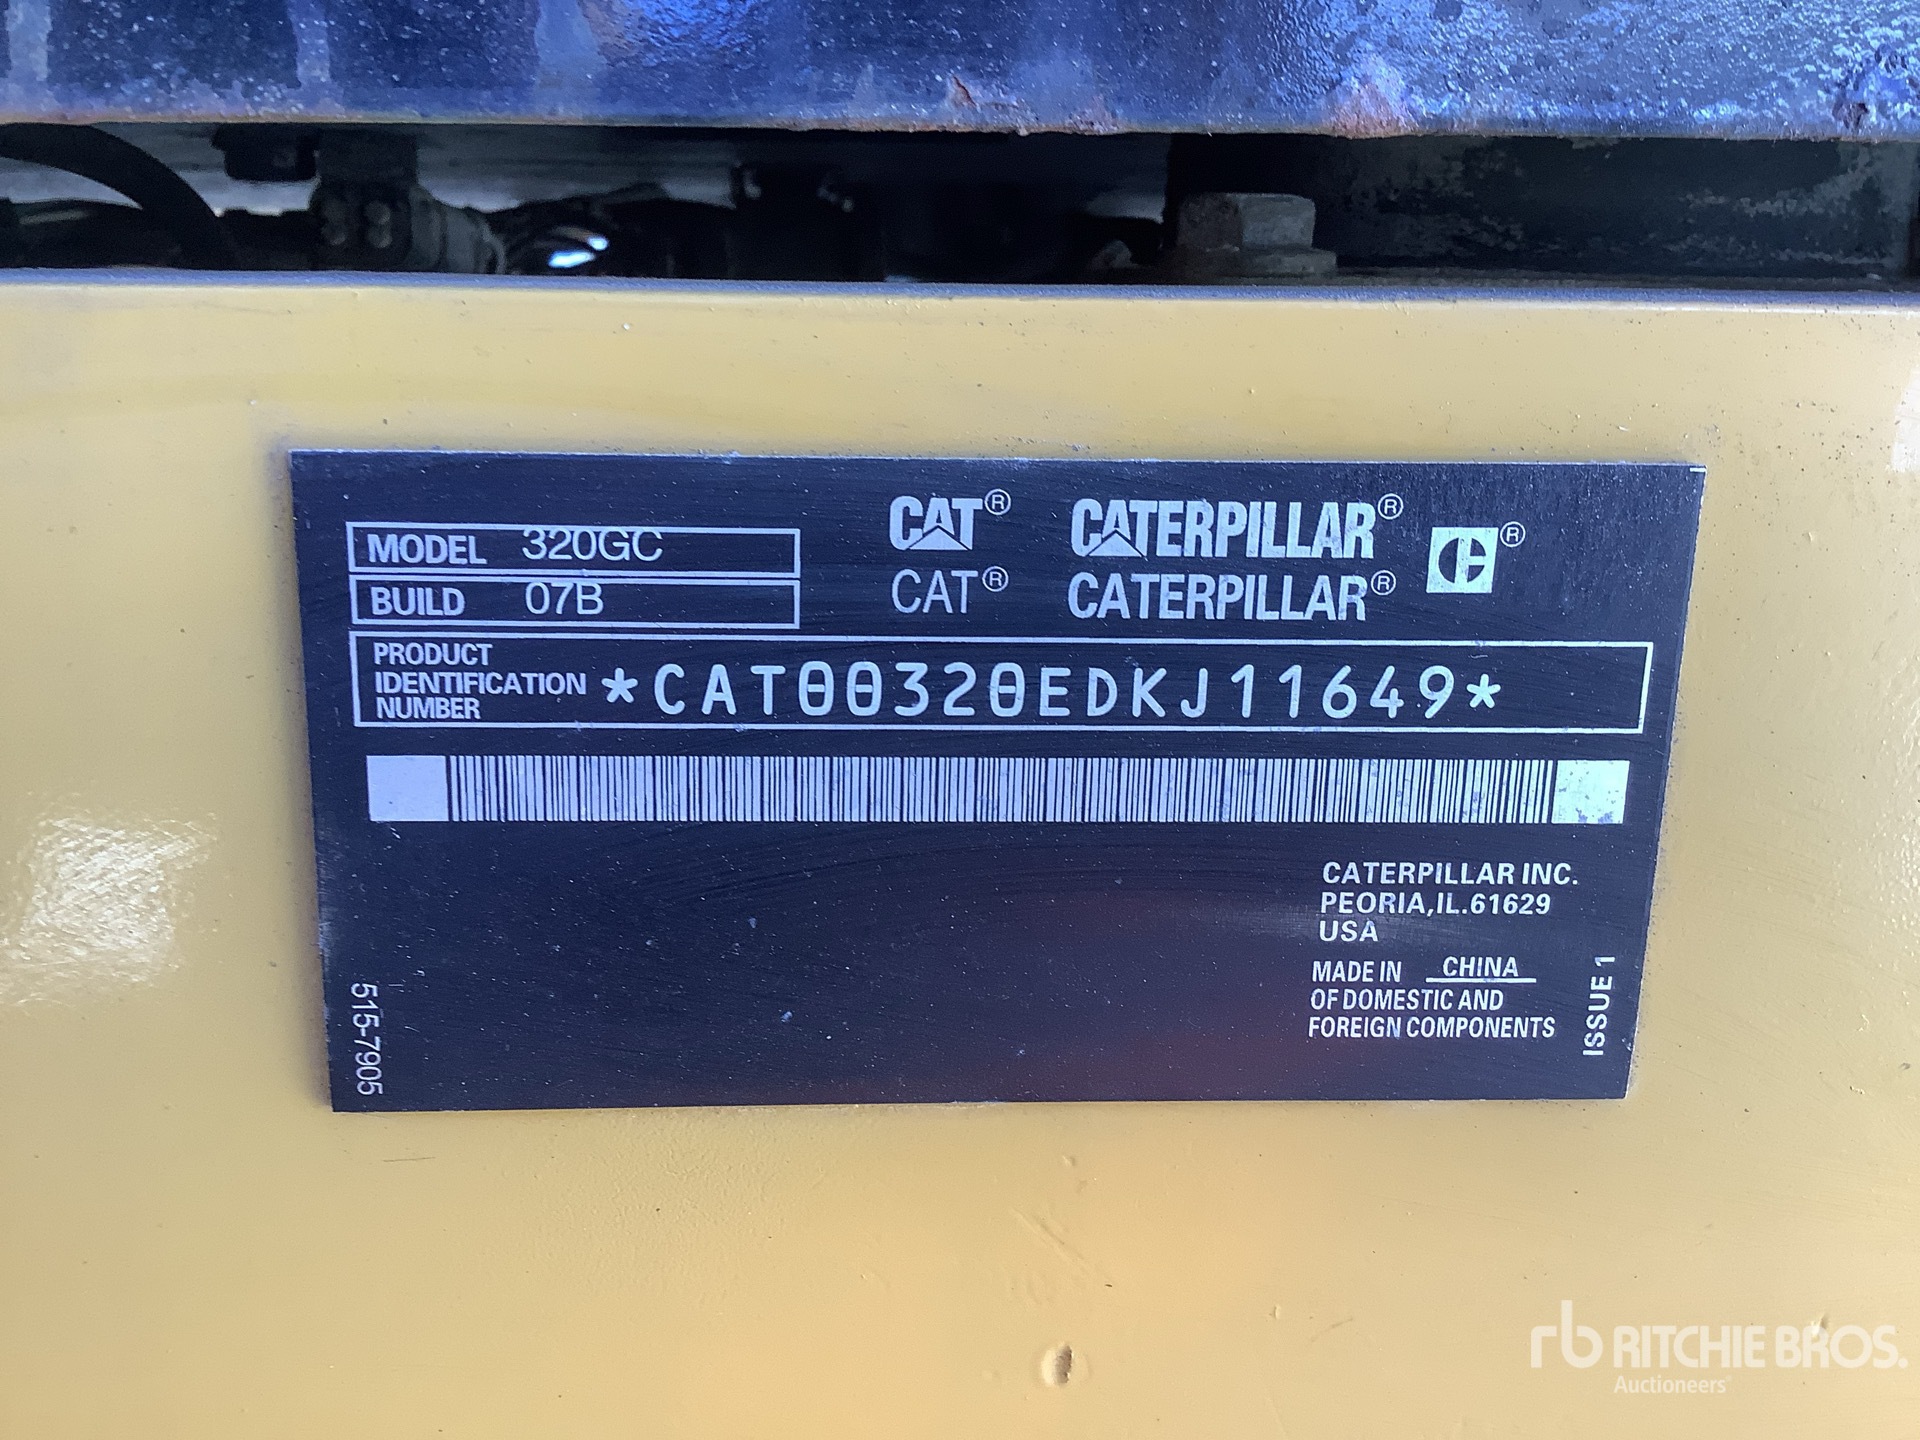 MODEL 320GC
BUILD 07B
CAT® CATERPILLAR® ®
CAT® CATERPILLAR®
PRODUCT
IDENTIFICATION
NUMBER
*CAT00320EDKJ11649*
CATERPILLAR INC.
PEORIA,IL.61629
USA
MADE IN CHINA
OF DOMESTIC AND
FOREIGN COMPONENTS
ISSUE 1
515-7905
rb RITCHIE BROS.
Auctioneers